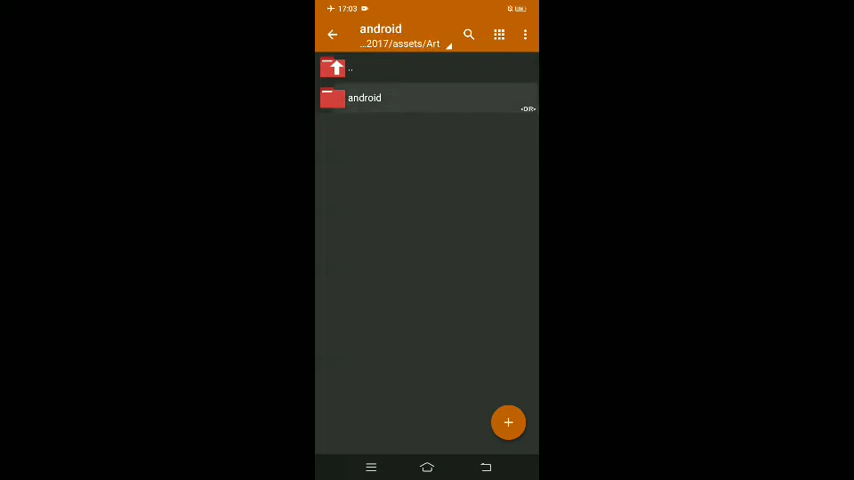 17:03
android
...2017/assets/Art
..
android
<DIR>